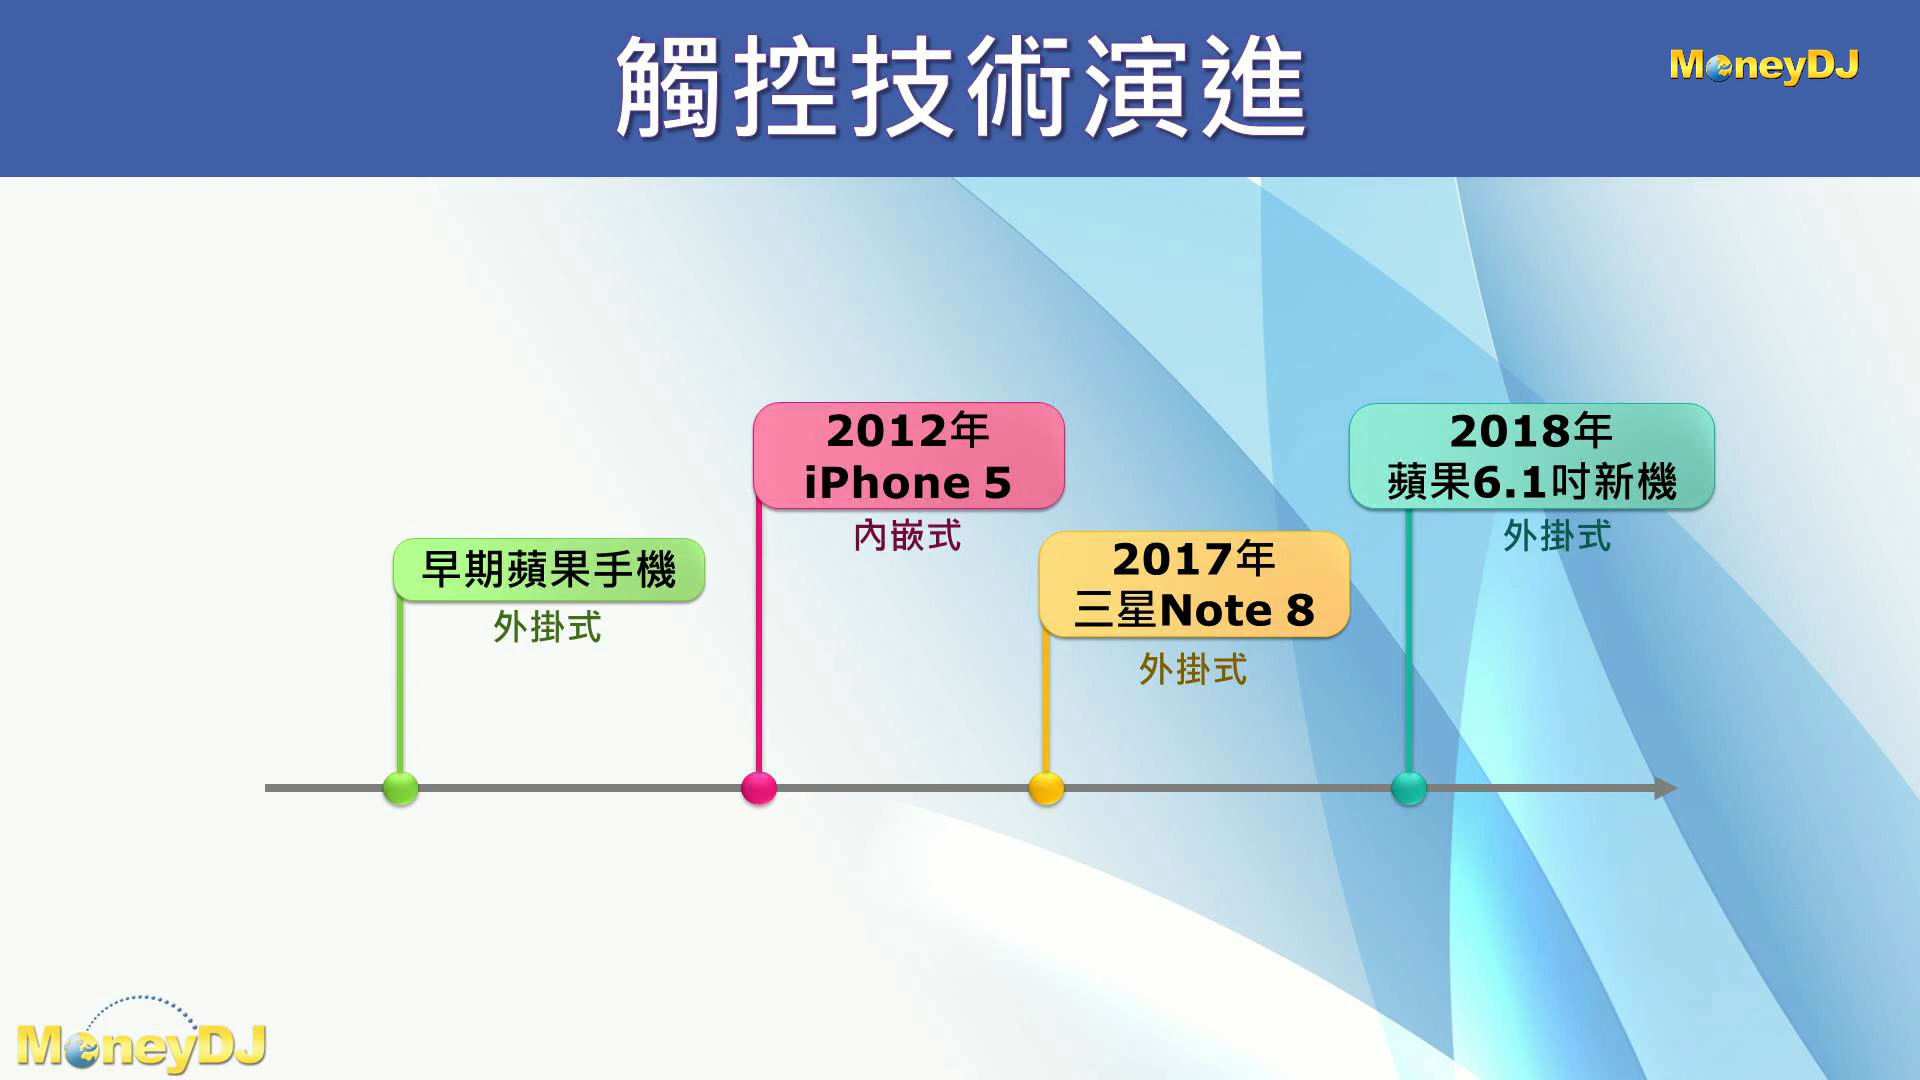 觸控技術演進
MoneyDJ
早期蘋果手機
外掛式
2012年
iPhone 5
內嵌式
2017年
三星Note 8
外掛式
2018年
蘋果6.1吋新機
外掛式
MoneyDJ